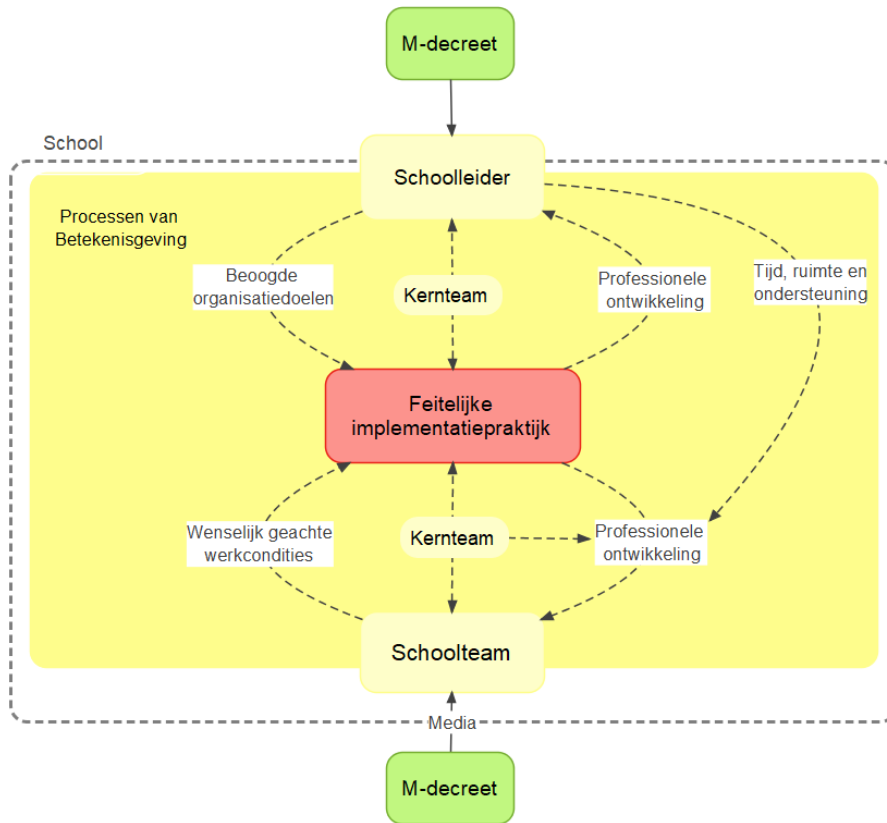 M-decreet
School
Schoolleider
Processen van
Betekenisgeving
Beoogde
organisatiedoelen
Kernteam
Professionele
ontwikkeling
Tijd, ruimte en
ondersteuning
Feitelijke
implementatiepraktijk
Wenselijk geachte
werkcondities
Kernteam
Professionele
ontwikkeling
Schoolteam
Media
M-decreet